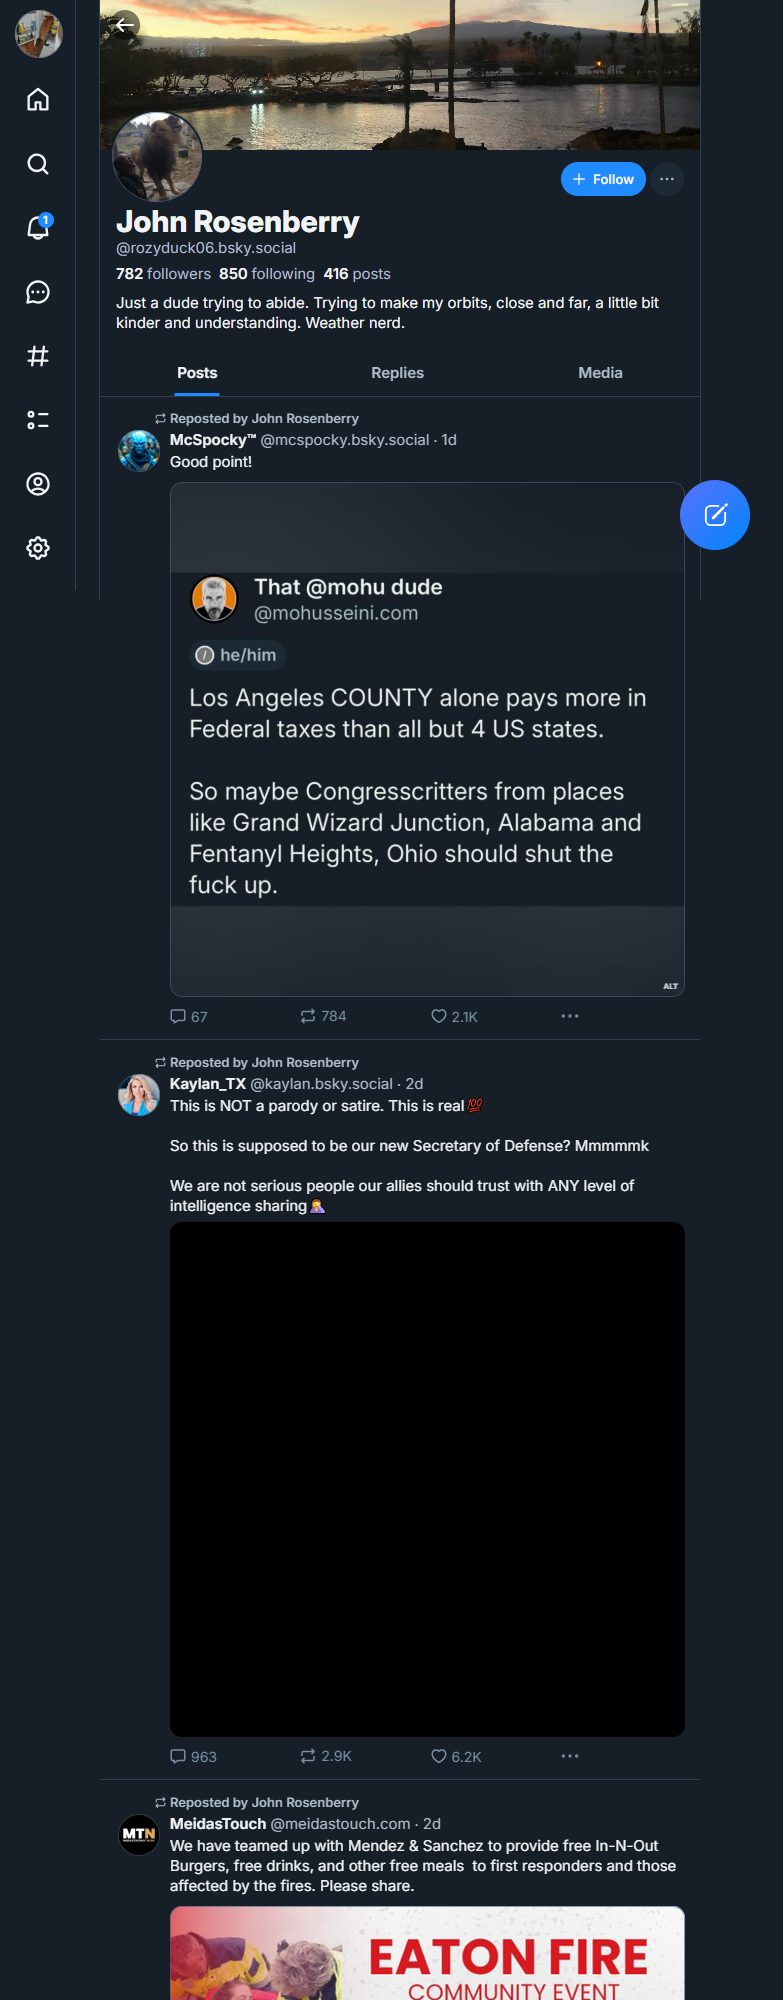 1
+ Follow
John Rosenberry
@rozyduck06.bsky.social
782 followers 850 following 416 posts
Just a dude trying to abide. Trying to make my orbits, close and far, a little bit
kinder and understanding. Weather nerd.
Posts Replies Media
Reposted by John Rosenberry
McSpocky™ @mcspocky.bsky.social · 1d
Good point!
That @mohu dude
@mohusseini.com
he/him
Los Angeles COUNTY alone pays more in
Federal taxes than all but 4 US states.
So maybe Congresscritters from places
like Grand Wizard Junction, Alabama and
Fentanyl Heights, Ohio should shut the
fuck up.
ALT
67 784 2.1K
Reposted by John Rosenberry
Kaylan_TX @kaylan.bsky.social · 2d
This is NOT a parody or satire. This is real💯
So this is supposed to be our new Secretary of Defense? Mmmmmk
We are not serious people our allies should trust with ANY level of
intelligence sharing🤦‍♀️
963 2.9K 6.2K
Reposted by John Rosenberry
MTN
MeidasTouch @meidastouch.com · 2d
We have teamed up with Mendez & Sanchez to provide free In-N-Out
Burgers, free drinks, and other free meals to first responders and those
affected by the fires. Please share.
EATON FIRE
COMMUNITY EVENT